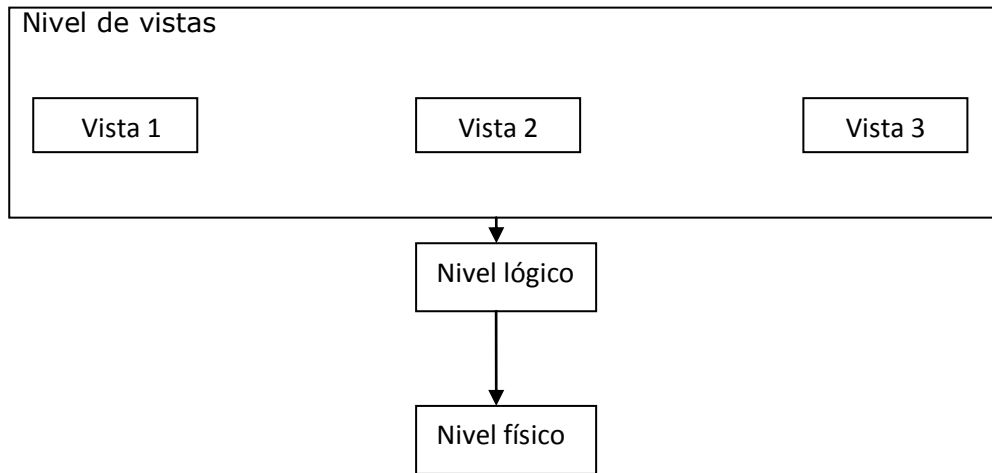 Nivel de vistas
Vista 1
Vista 2
Vista 3
Nivel lógico
Nivel físico